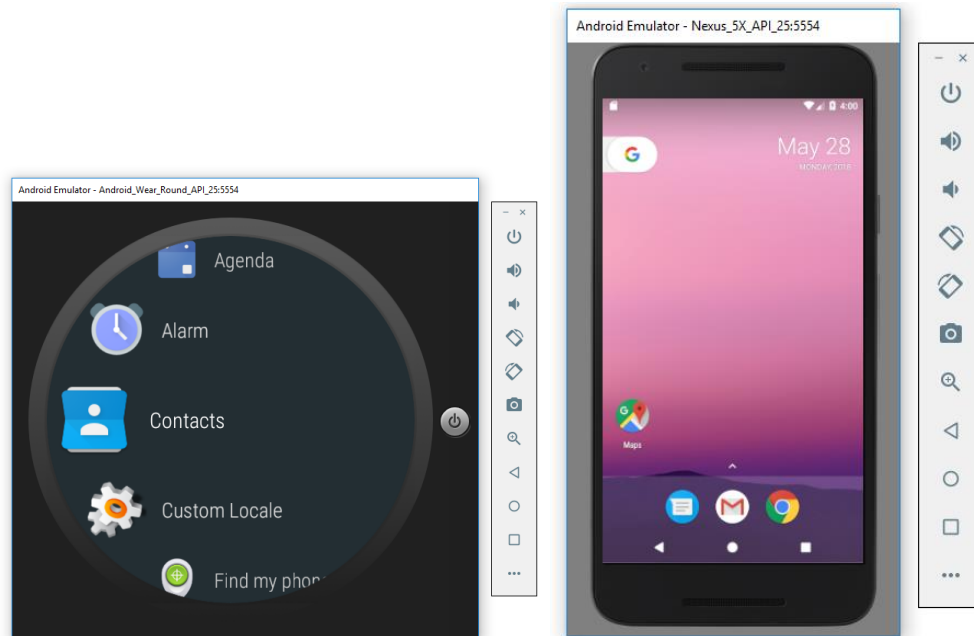 Android Emulator - Android_Wear_Round_API_25:5554
Agenda
Alarm
Contacts
Custom Locale
Find my phon
Android Emulator - Nexus_5X_API_25:5554
4:00
G
May 28
MONDAY, 2018
G
Maps